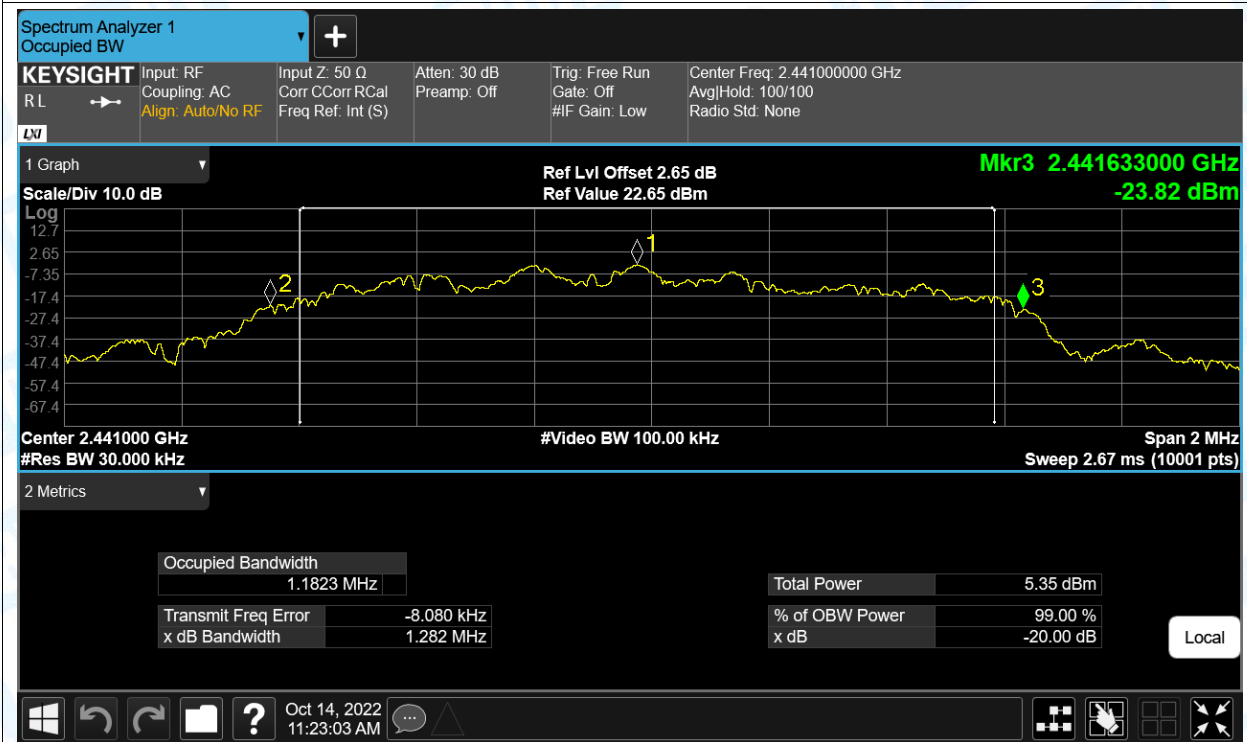 Spectrum Analyzer 1
Occupied BW
KEYSIGHT
R L
LXI
Input: RF
Coupling: AC
Align: Auto/No RF
Input Z: 50 Ω
Corr CCorr RCal
Freq Ref: Int (S)
Atten: 30 dB
Preamp: Off
Trig: Free Run
Gate: Off
#IF Gain: Low
Center Freq: 2.441000000 GHz
Avg|Hold: 100/100
Radio Std: None
1 Graph
Scale/Div 10.0 dB
Ref Lvl Offset 2.65 dB
Ref Value 22.65 dBm
Mkr3 2.441633000 GHz
-23.82 dBm
Log
12.7
2.65
-7.35
-17.4
-27.4
-37.4
-47.4
-57.4
-67.4
1
2
3
Center 2.441000 GHz
#Res BW 30.000 kHz
#Video BW 100.00 kHz
Span 2 MHz
Sweep 2.67 ms (10001 pts)
2 Metrics
Occupied Bandwidth
1.1823 MHz
Transmit Freq Error -8.080 kHz
x dB Bandwidth 1.282 MHz
Total Power 5.35 dBm
% of OBW Power 99.00 %
x dB -20.00 dB
Local
?
Oct 14, 2022
11:23:03 AM